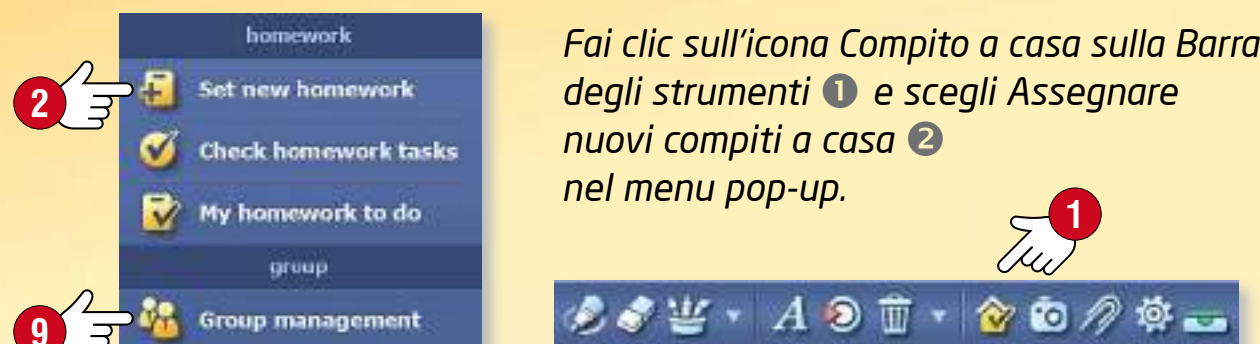 homework
2
Set new homework
Check homework tasks
My homework to do
group
9
Group management
Fai clic sull'icona Compito a casa sulla Barra
degli strumenti ❶ e scegli Assegnare
nuovi compiti a casa ❷
nel menu pop-up.
1
A